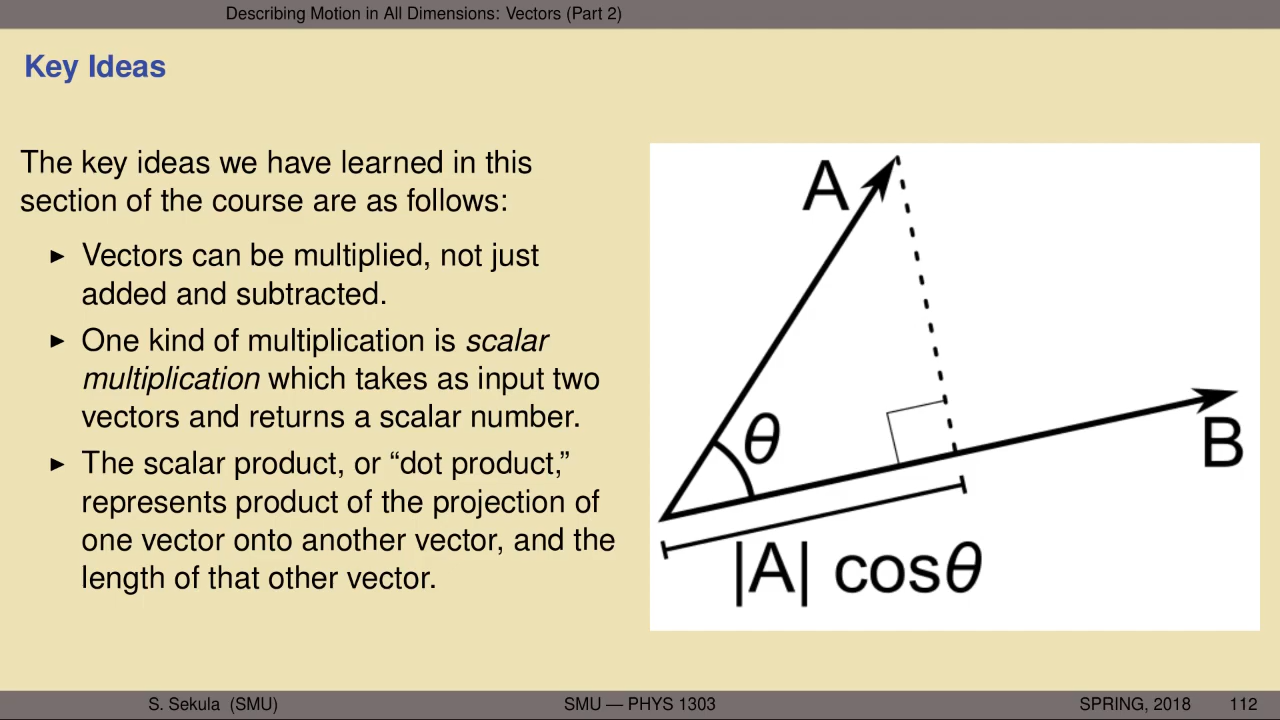 Describing Motion in All Dimensions: Vectors (Part 2)
Key Ideas
The key ideas we have learned in this
section of the course are as follows:
▶ Vectors can be multiplied, not just
added and subtracted.
▶ One kind of multiplication is scalar
multiplication which takes as input two
vectors and returns a scalar number.
▶ The scalar product, or “dot product,”
represents product of the projection of
one vector onto another vector, and the
length of that other vector.
A
θ
B
|A| cosθ
S. Sekula (SMU)
SMU — PHYS 1303
SPRING, 2018 112